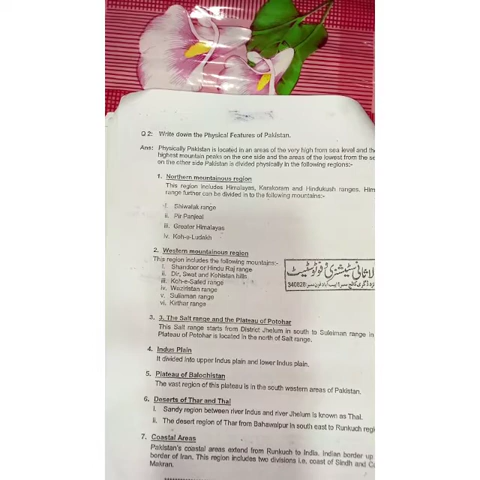 Q 2: Write down the Physical Features of Pakistan.
Ans: Physically Pakistan is located in an areas of the very high from sea level and the
highest mountain peaks on the one side and the areas of the lowest from the se
on the other side Pakistan is divided physically in the following regions:-
1. Northern mountainous region
This region includes Himalayas, Karakoram and Hindukush ranges. Him
range further can be divided in to the following mountains:-
i. Shiwalak range
ii. Pir Panjeal
iii. Greater Himalayas
iv. Koh-e-Ludakh
2. Western mountainous region
This region includes the following mountains:-
i. Shandoor or Hindu Raj range
ii. Dir, Swat and Kohistan hills
iii. Koh-e-Safed range
iv. Waziristan range
v. Sulieman range
vi. Kirthar range
لاثانی سٹیشنری و فوٹوسٹیٹ
340828
3. 3. The Salt range and the Plateau of Potohar
This Salt range starts from District Jhelum in south to Suleiman range in
Plateau of Potohar is located in the north of Salt range.
4. Indus Plain
It divided into upper Indus plain and lower Indus plain.
5. Plateau of Balochistan
The vast region of this plateau is in the south western areas of Pakistan.
6. Deserts of Thar and Thal
i. Sandy region between river Indus and river Jhelum is known as Thal.
ii. The desert region of Thar from Bahawalpur in south east to Runkuch regi
7. Coastal Areas
Pakistan's coastal areas extend from Runkuch to India. Indian border up
border of Iran. This region includes two divisions i.e, coast of Sindh and C
Makran.